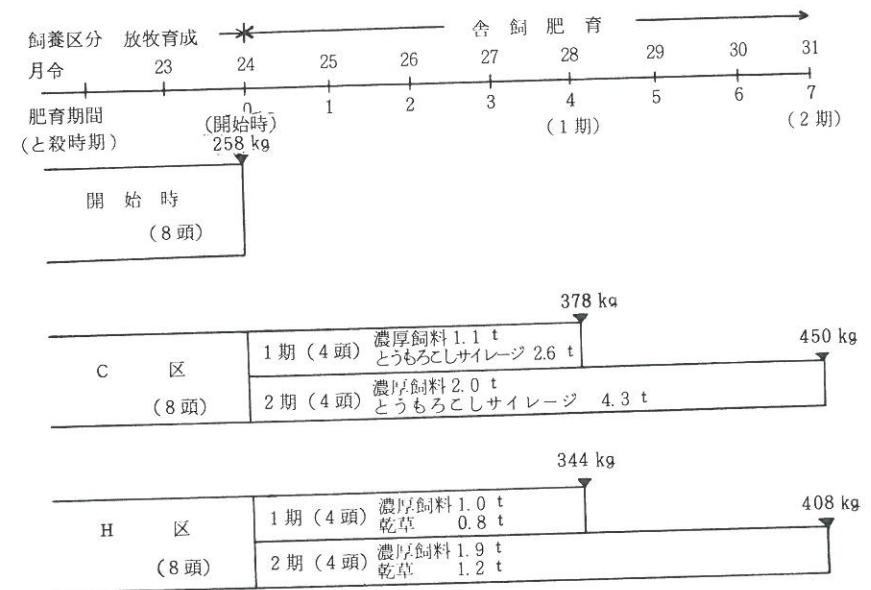 飼養区分 放牧育成 舎飼肥育
月令 23 24 25 26 27 28 29 30 31
肥育期間 0 1 2 3 4 5 6 7
(と殺時期) (開始時) (1期) (2期)
258 kg
開始時
(8頭)
378 kg
450 kg
C 区
(8頭)
1期(4頭) 濃厚飼料 1.1 t
とうもろこしサイレージ 2.6 t
2期(4頭) 濃厚飼料 2.0 t
とうもろこしサイレージ 4.3 t
344 kg
408 kg
H 区
(8頭)
1期(4頭) 濃厚飼料 1.0 t
乾草 0.8 t
2期(4頭) 濃厚飼料 1.9 t
乾草 1.2 t